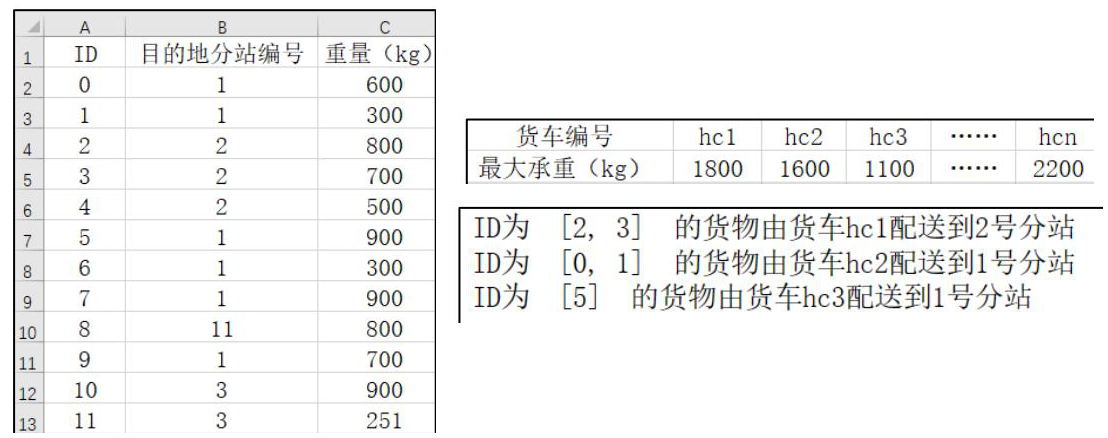 A B C
1 ID 目的地分站编号 重量（kg）
2 0 1 600
3 1 1 300
4 2 2 800
5 3 2 700
6 4 2 500
7 5 1 900
8 6 1 300
9 7 1 900
10 8 11 800
11 9 1 700
12 10 3 900
13 11 3 251
货车编号 hc1 hc2 hc3 …… hcn
最大承重（kg） 1800 1600 1100 …… 2200
ID为 [2, 3] 的货物由货车hc1配送到2号分站
ID为 [0, 1] 的货物由货车hc2配送到1号分站
ID为 [5] 的货物由货车hc3配送到1号分站